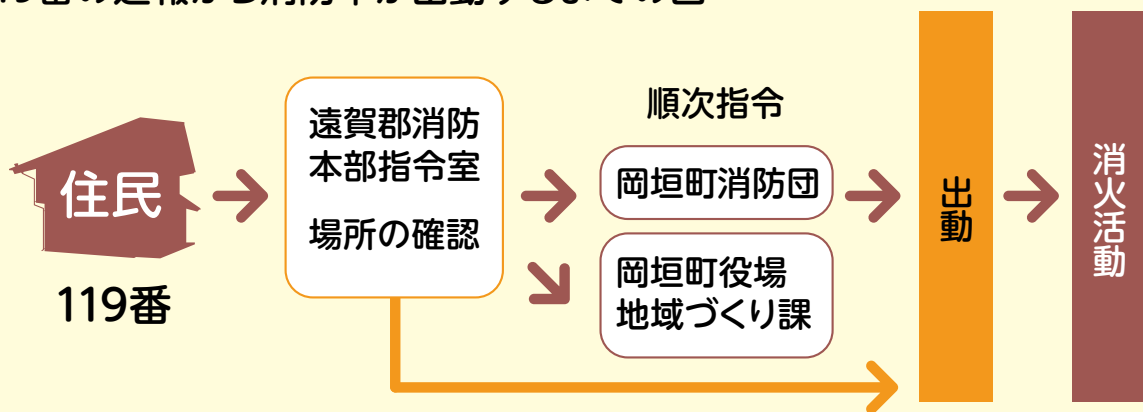 住民
119番
遠賀郡消防
本部指令室
場所の確認
順次指令
岡垣町消防団
岡垣町役場
地域づくり課
出動
消火活動